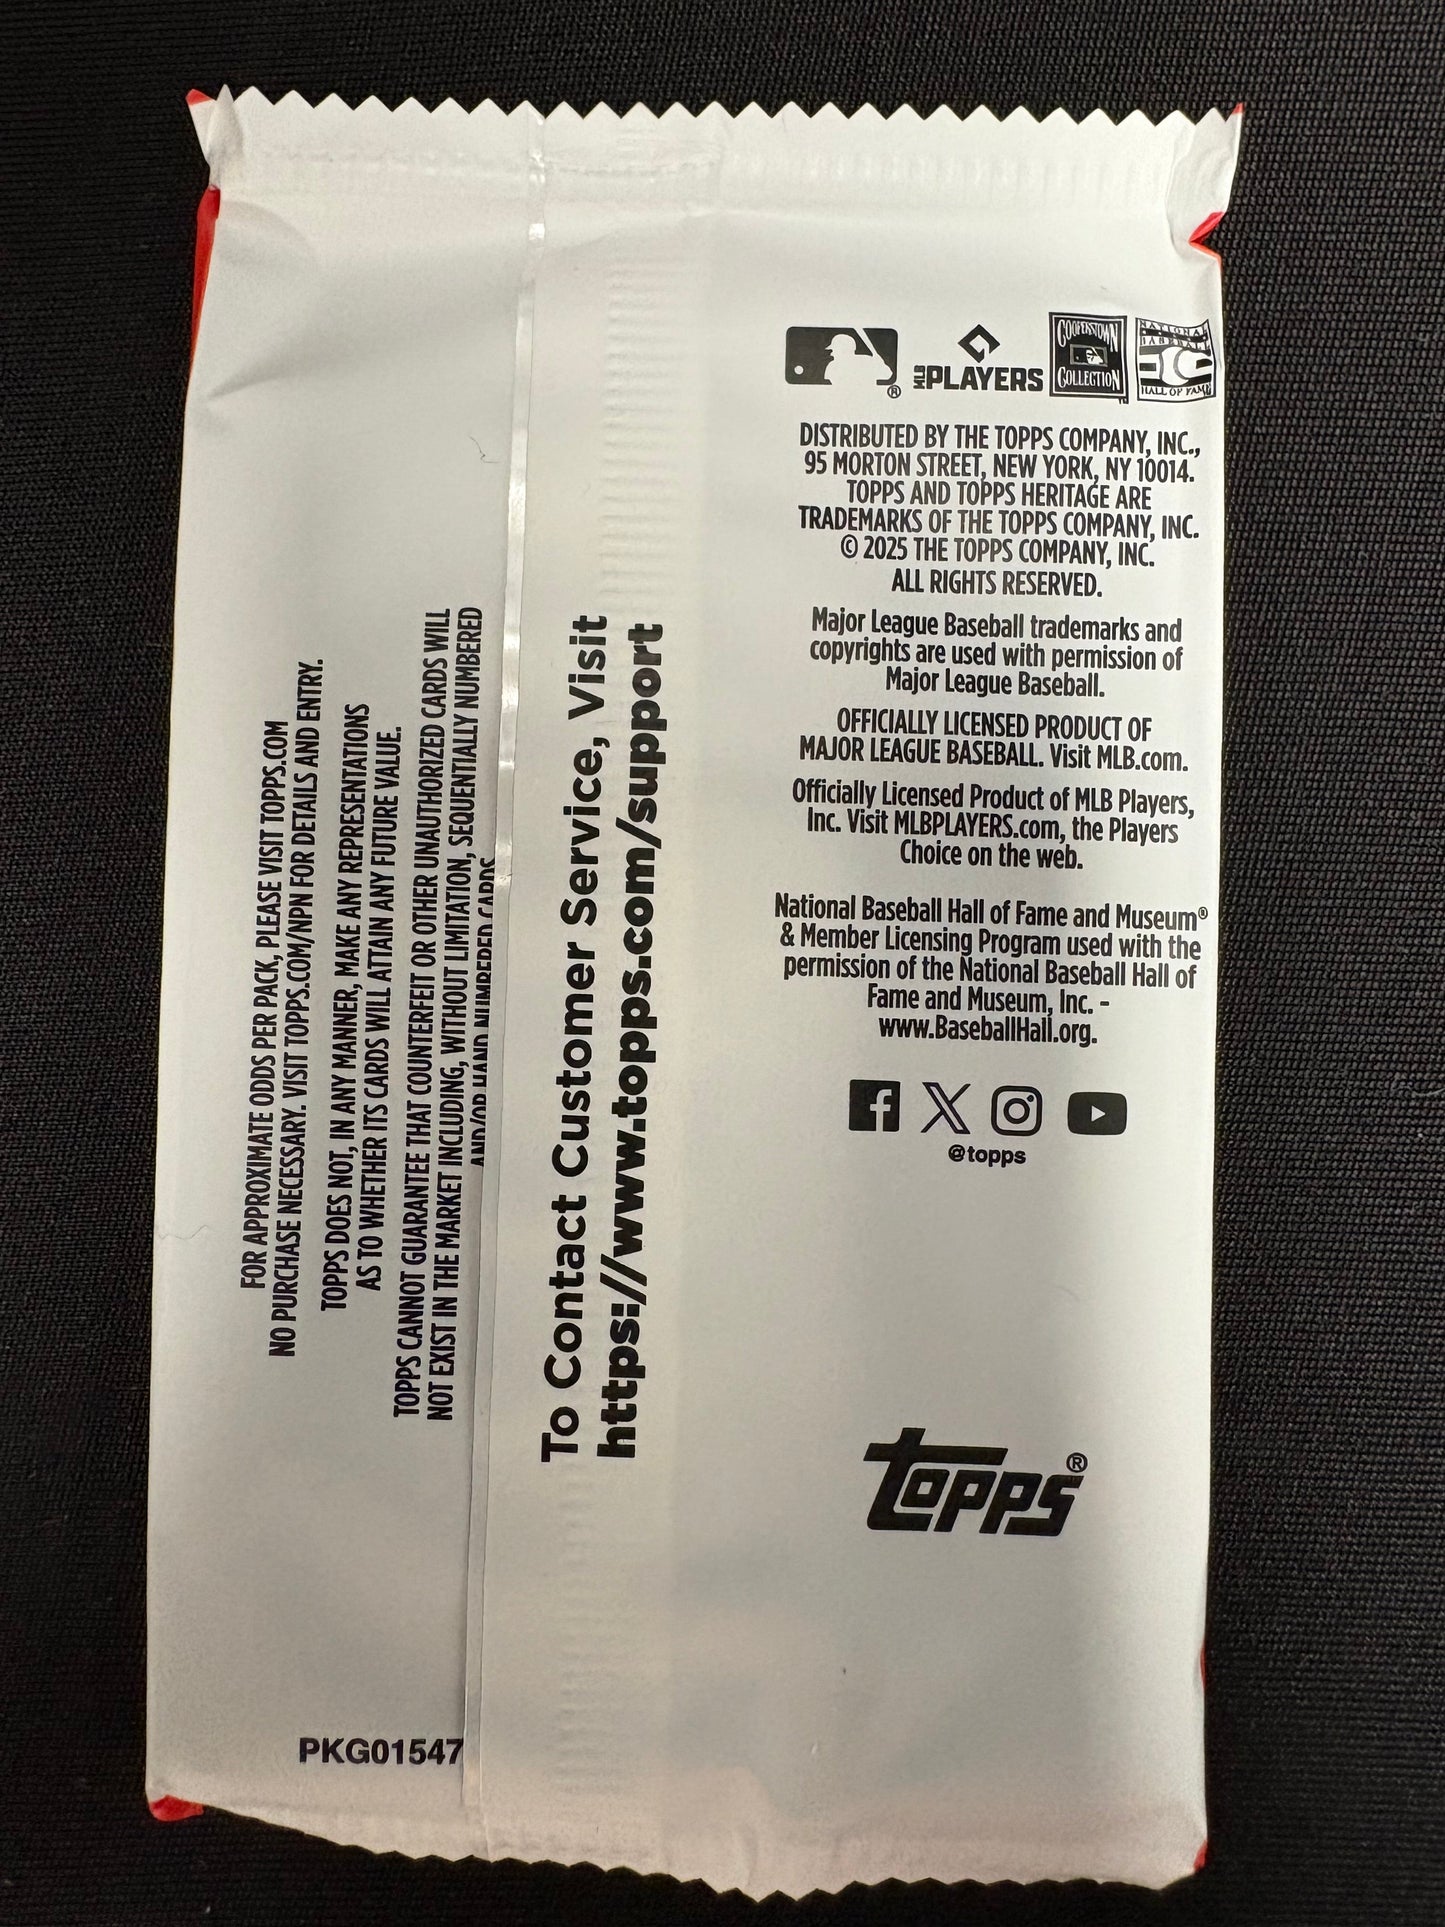 MLB PLAYERS
COOPERSTOWN
COLLECTION
NATIONAL
BASEBALL
HALL OF FAME
DISTRIBUTED BY THE TOPPS COMPANY, INC.,
95 MORTON STREET, NEW YORK, NY 10014.
TOPPS AND TOPPS HERITAGE ARE
TRADEMARKS OF THE TOPPS COMPANY, INC.
© 2025 THE TOPPS COMPANY, INC.
ALL RIGHTS RESERVED.
Major League Baseball trademarks and
copyrights are used with permission of
Major League Baseball.
OFFICIALLY LICENSED PRODUCT OF
MAJOR LEAGUE BASEBALL. Visit MLB.com.
Officially Licensed Product of MLB Players,
Inc. Visit MLBPLAYERS.com, the Players
Choice on the web.
National Baseball Hall of Fame and Museum®
& Member Licensing Program used with the
permission of the National Baseball Hall of
Fame and Museum, Inc. -
www.BaseballHall.org.
@topps
topps®
To Contact Customer Service, Visit
https://www.topps.com/support
FOR APPROXIMATE ODDS PER PACK, PLEASE VISIT TOPPS.COM
NO PURCHASE NECESSARY. VISIT TOPPS.COM/NPN FOR DETAILS AND ENTRY.
TOPPS DOES NOT, IN ANY MANNER, MAKE ANY REPRESENTATIONS
AS TO WHETHER ITS CARDS WILL ATTAIN ANY FUTURE VALUE.
TOPPS CANNOT GUARANTEE THAT COUNTERFEIT OR OTHER UNAUTHORIZED CARDS WILL
NOT EXIST IN THE MARKET INCLUDING, WITHOUT LIMITATION, SEQUENTIALLY NUMBERED
AND/OR HAND NUMBERED CARDS
PKG01547